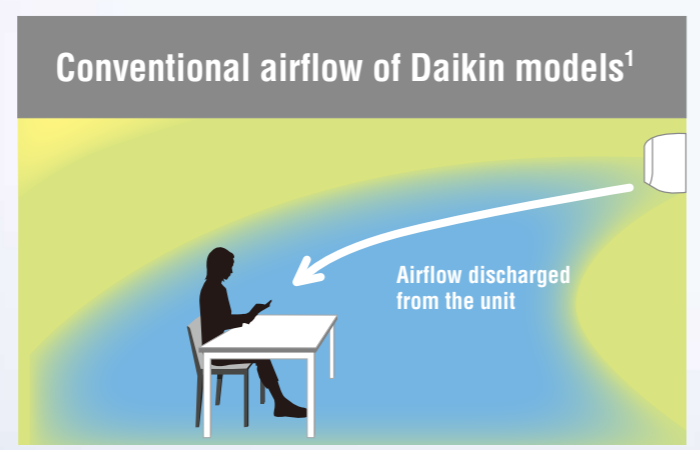 Conventional airflow of Daikin models¹
Airflow discharged
from the unit